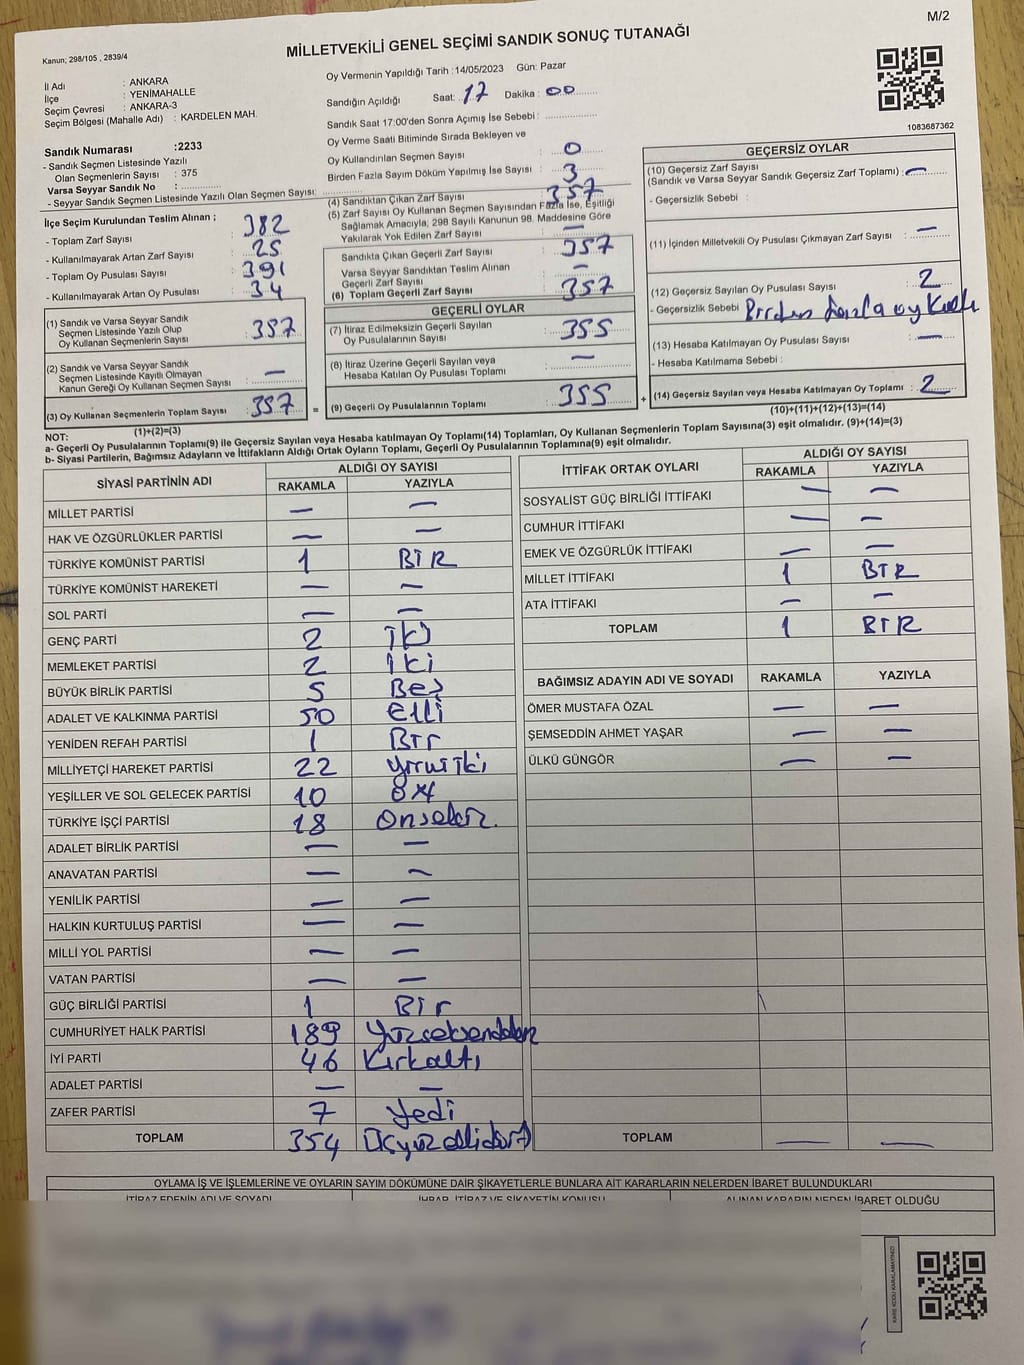 M/2
Kanun; 298/105 , 2839/4
MİLLETVEKİLİ GENEL SEÇİMİ SANDIK SONUÇ TUTANAĞI
İl Adı : ANKARA
İlçe : YENİMAHALLE
Seçim Çevresi : ANKARA-3
Seçim Bölgesi (Mahalle Adı) : KARDELEN MAH.
Sandık Numarası :2233
- Sandık Seçmen Listesinde Yazılı
Olan Seçmenlerin Sayısı : 375
Varsa Seyyar Sandık No :
- Seyyar Sandık Seçmen Listesinde Yazılı Olan Seçmen Sayısı:
Oy Vermenin Yapıldığı Tarih :14/05/2023 Gün: Pazar
Sandığın Açıldığı Saat: 17 Dakika : 00
Sandık Saat 17:00'den Sonra Açımış İse Sebebi :
Oy Verme Saati Bitiminde Sırada Bekleyen ve
Oy Kullandırılan Seçmen Sayısı : 0
Birden Fazla Sayım Döküm Yapılmış İse Sayısı : 3
1083687362
İlçe Seçim Kurulundan Teslim Alınan ;
- Toplam Zarf Sayısı : 382
- Kullanılmayarak Artan Zarf Sayısı : 25
- Toplam Oy Pusulası Sayısı : 391
- Kullanılmayarak Artan Oy Pusulası : 34
(1) Sandık ve Varsa Seyyar Sandık
Seçmen Listesinde Yazılı Olup
Oy Kullanan Seçmenlerin Sayısı : 357
(2) Sandık ve Varsa Seyyar Sandık
Seçmen Listesinde Kayıtlı Olmayan
Kanun Gereği Oy Kullanan Seçmen Sayısı : —
(3) Oy Kullanan Seçmenlerin Toplam Sayısı : 357
(1)+(2)=(3)
(4) Sandıktan Çıkan Zarf Sayısı : 357
(5) Zarf Sayısı Oy Kullanan Seçmen Sayısından Fazla İse, Eşitliği
Sağlamak Amacıyla; 298 Sayılı Kanunun 98. Maddesine Göre
Yakılarak Yok Edilen Zarf Sayısı : —
Sandıkta Çıkan Geçerli Zarf Sayısı : 357
Varsa Seyyar Sandıktan Teslim Alınan
Geçerli Zarf Sayısı : —
(6) Toplam Geçerli Zarf Sayısı : 357
GEÇERLİ OYLAR
(7) İtiraz Edilmeksizin Geçerli Sayılan
Oy Pusulalarının Sayısı : 355
(8) İtiraz Üzerine Geçerli Sayılan veya
Hesaba Katılan Oy Pusulası Toplamı : —
=
(9) Geçerli Oy Pusulalarının Toplamı : 355
+
GEÇERSİZ OYLAR
(10) Geçersiz Zarf Sayısı
(Sandık ve Varsa Seyyar Sandık Geçersiz Zarf Toplamı) : —
- Geçersizlik Sebebi :
(11) İçinden Milletvekili Oy Pusulası Çıkmayan Zarf Sayısı : —
(12) Geçersiz Sayılan Oy Pusulası Sayısı : 2
- Geçersizlik Sebebi : Birden fazla oy
(13) Hesaba Katılmayan Oy Pusulası Sayısı : —
- Hesaba Katılmama Sebebi :
(14) Geçersiz Sayılan veya Hesaba Katılmayan Oy Toplamı : 2
(10)+(11)+(12)+(13)=(14)
NOT:
a- Geçerli Oy Pusulalarının Toplamı(9) ile Geçersiz Sayılan veya Hesaba katılmayan Oy Toplamı(14) Toplamları, Oy Kullanan Seçmenlerin Toplam Sayısına(3) eşit olmalıdır. (9)+(14)=(3)
b- Siyasi Partilerin, Bağımsız Adayların ve İttifakların Aldığı Ortak Oyların Toplamı, Geçerli Oy Pusulalarının Toplamına(9) eşit olmalıdır.
SİYASİ PARTİNİN ADI ALDIĞI OY SAYISI
RAKAMLA YAZIYLA
MİLLET PARTİSİ — —
HAK VE ÖZGÜRLÜKLER PARTİSİ — —
TÜRKİYE KOMÜNİST PARTİSİ 1 BİR
TÜRKİYE KOMÜNİST HAREKETİ — —
SOL PARTİ — —
GENÇ PARTİ 2 iki
MEMLEKET PARTİSİ 2 iki
BÜYÜK BİRLİK PARTİSİ 5 Beş
ADALET VE KALKINMA PARTİSİ 50 elli
YENİDEN REFAH PARTİSİ 1 Bir
MİLLİYETÇİ HAREKET PARTİSİ 22 yirmiiki
YEŞİLLER VE SOL GELECEK PARTİSİ 10 on
TÜRKİYE İŞÇİ PARTİSİ 18 Onsekiz
ADALET BİRLİK PARTİSİ — —
ANAVATAN PARTİSİ — —
YENİLİK PARTİSİ — —
HALKIN KURTULUŞ PARTİSİ — —
MİLLİ YOL PARTİSİ — —
VATAN PARTİSİ — —
GÜÇ BİRLİĞİ PARTİSİ 1 Bir
CUMHURİYET HALK PARTİSİ 189 Yüzseksendokuz
İYİ PARTİ 46 Kırkaltı
ADALET PARTİSİ — —
ZAFER PARTİSİ 7 Yedi
TOPLAM 354 Üçyüzellidört
İTTİFAK ORTAK OYLARI ALDIĞI OY SAYISI
RAKAMLA YAZIYLA
SOSYALİST GÜÇ BİRLİĞİ İTTİFAKI — —
CUMHUR İTTİFAKI — —
EMEK VE ÖZGÜRLÜK İTTİFAKI — —
MİLLET İTTİFAKI 1 BİR
ATA İTTİFAKI — —
TOPLAM 1 BİR
BAĞIMSIZ ADAYIN ADI VE SOYADI RAKAMLA YAZIYLA
ÖMER MUSTAFA ÖZAL — —
ŞEMSEDDİN AHMET YAŞAR — —
ÜLKÜ GÜNGÖR — —
TOPLAM — —
OYLAMA İŞ VE İŞLEMLERİNE VE OYLARIN SAYIM DÖKÜMÜNE DAİR ŞİKAYETLERLE BUNLARA AİT KARARLARIN NELERDEN İBARET BULUNDUKLARI
İTİRAZ EDENİN ADI VE SOYADI İHBAR, İTİRAZ VE ŞİKAYETİN KONUSU ALINAN KARARIN NEDEN İBARET OLDUĞU
KARE KODU KARALAMAYINIZ!